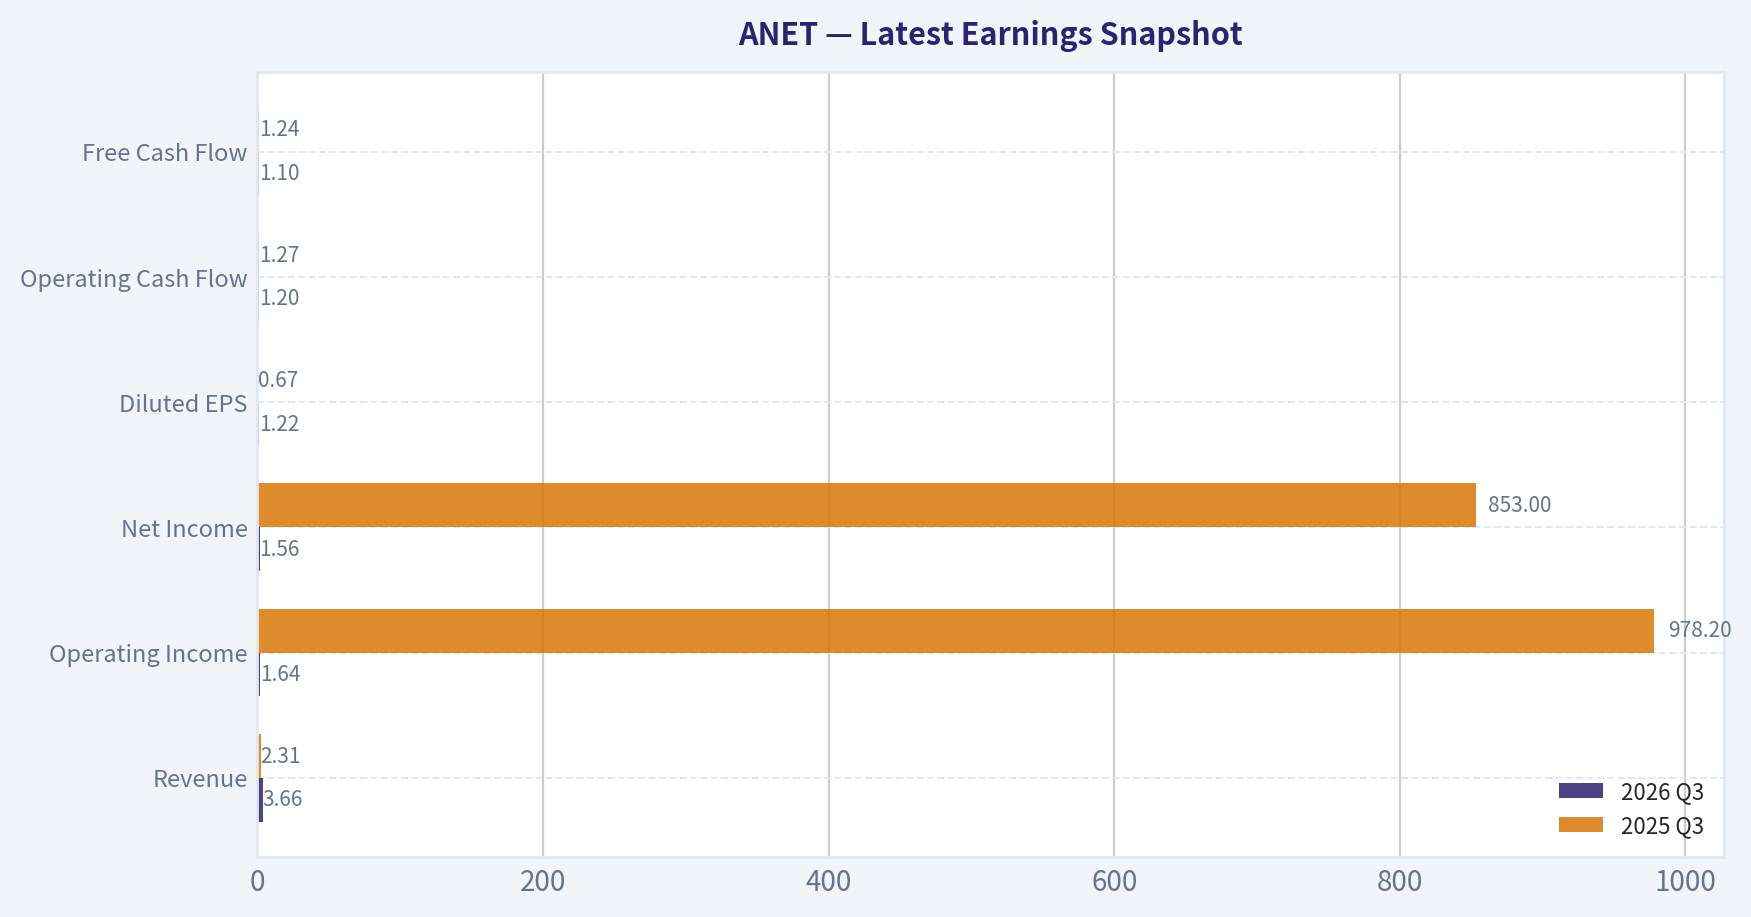 ANET — Latest Earnings Snapshot
Free Cash Flow
1.24
1.10
Operating Cash Flow
1.27
1.20
Diluted EPS
0.67
1.22
Net Income
853.00
1.56
Operating Income
978.20
1.64
Revenue
2.31
3.66
2026 Q3
2025 Q3
0 200 400 600 800 1000